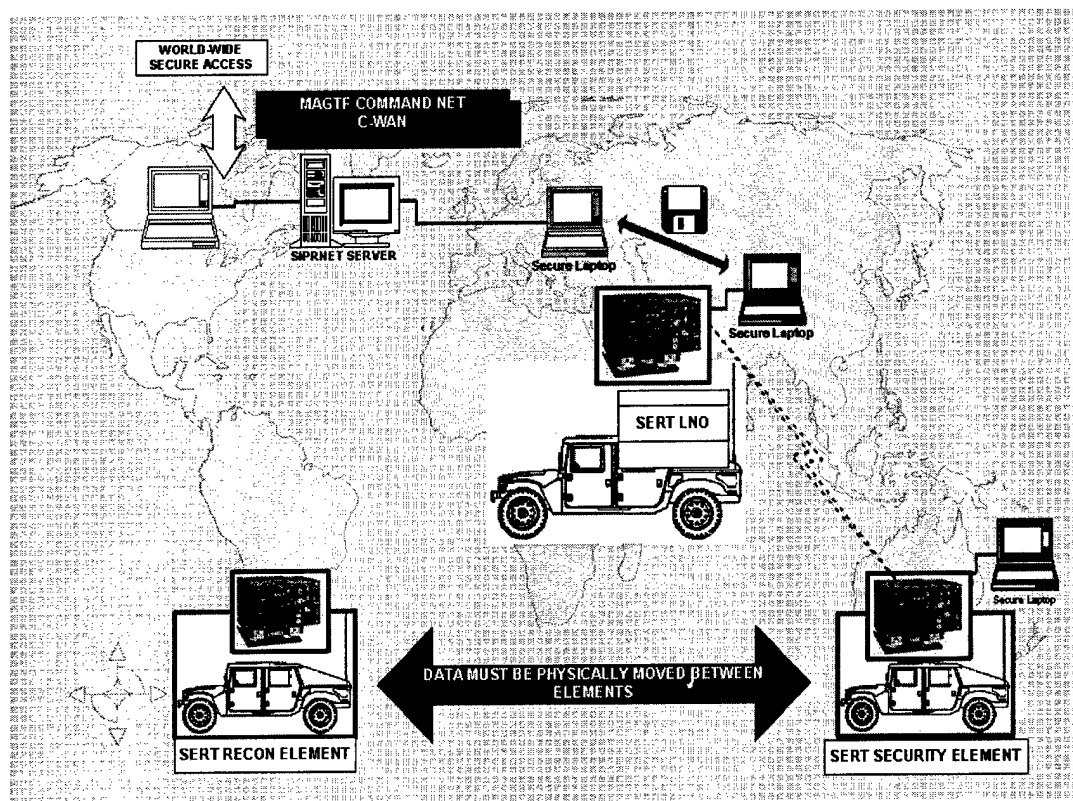 WORLD-WIDE
SECURE ACCESS
MAGTF COMMAND NET
C-WAN
SIPRNET SERVER
Secure Laptop
Secure Laptop
SERT LNO
Secure Laptop
DATA MUST BE PHYSICALLY MOVED BETWEEN
ELEMENTS
SERT RECON ELEMENT
SERT SECURITY ELEMENT